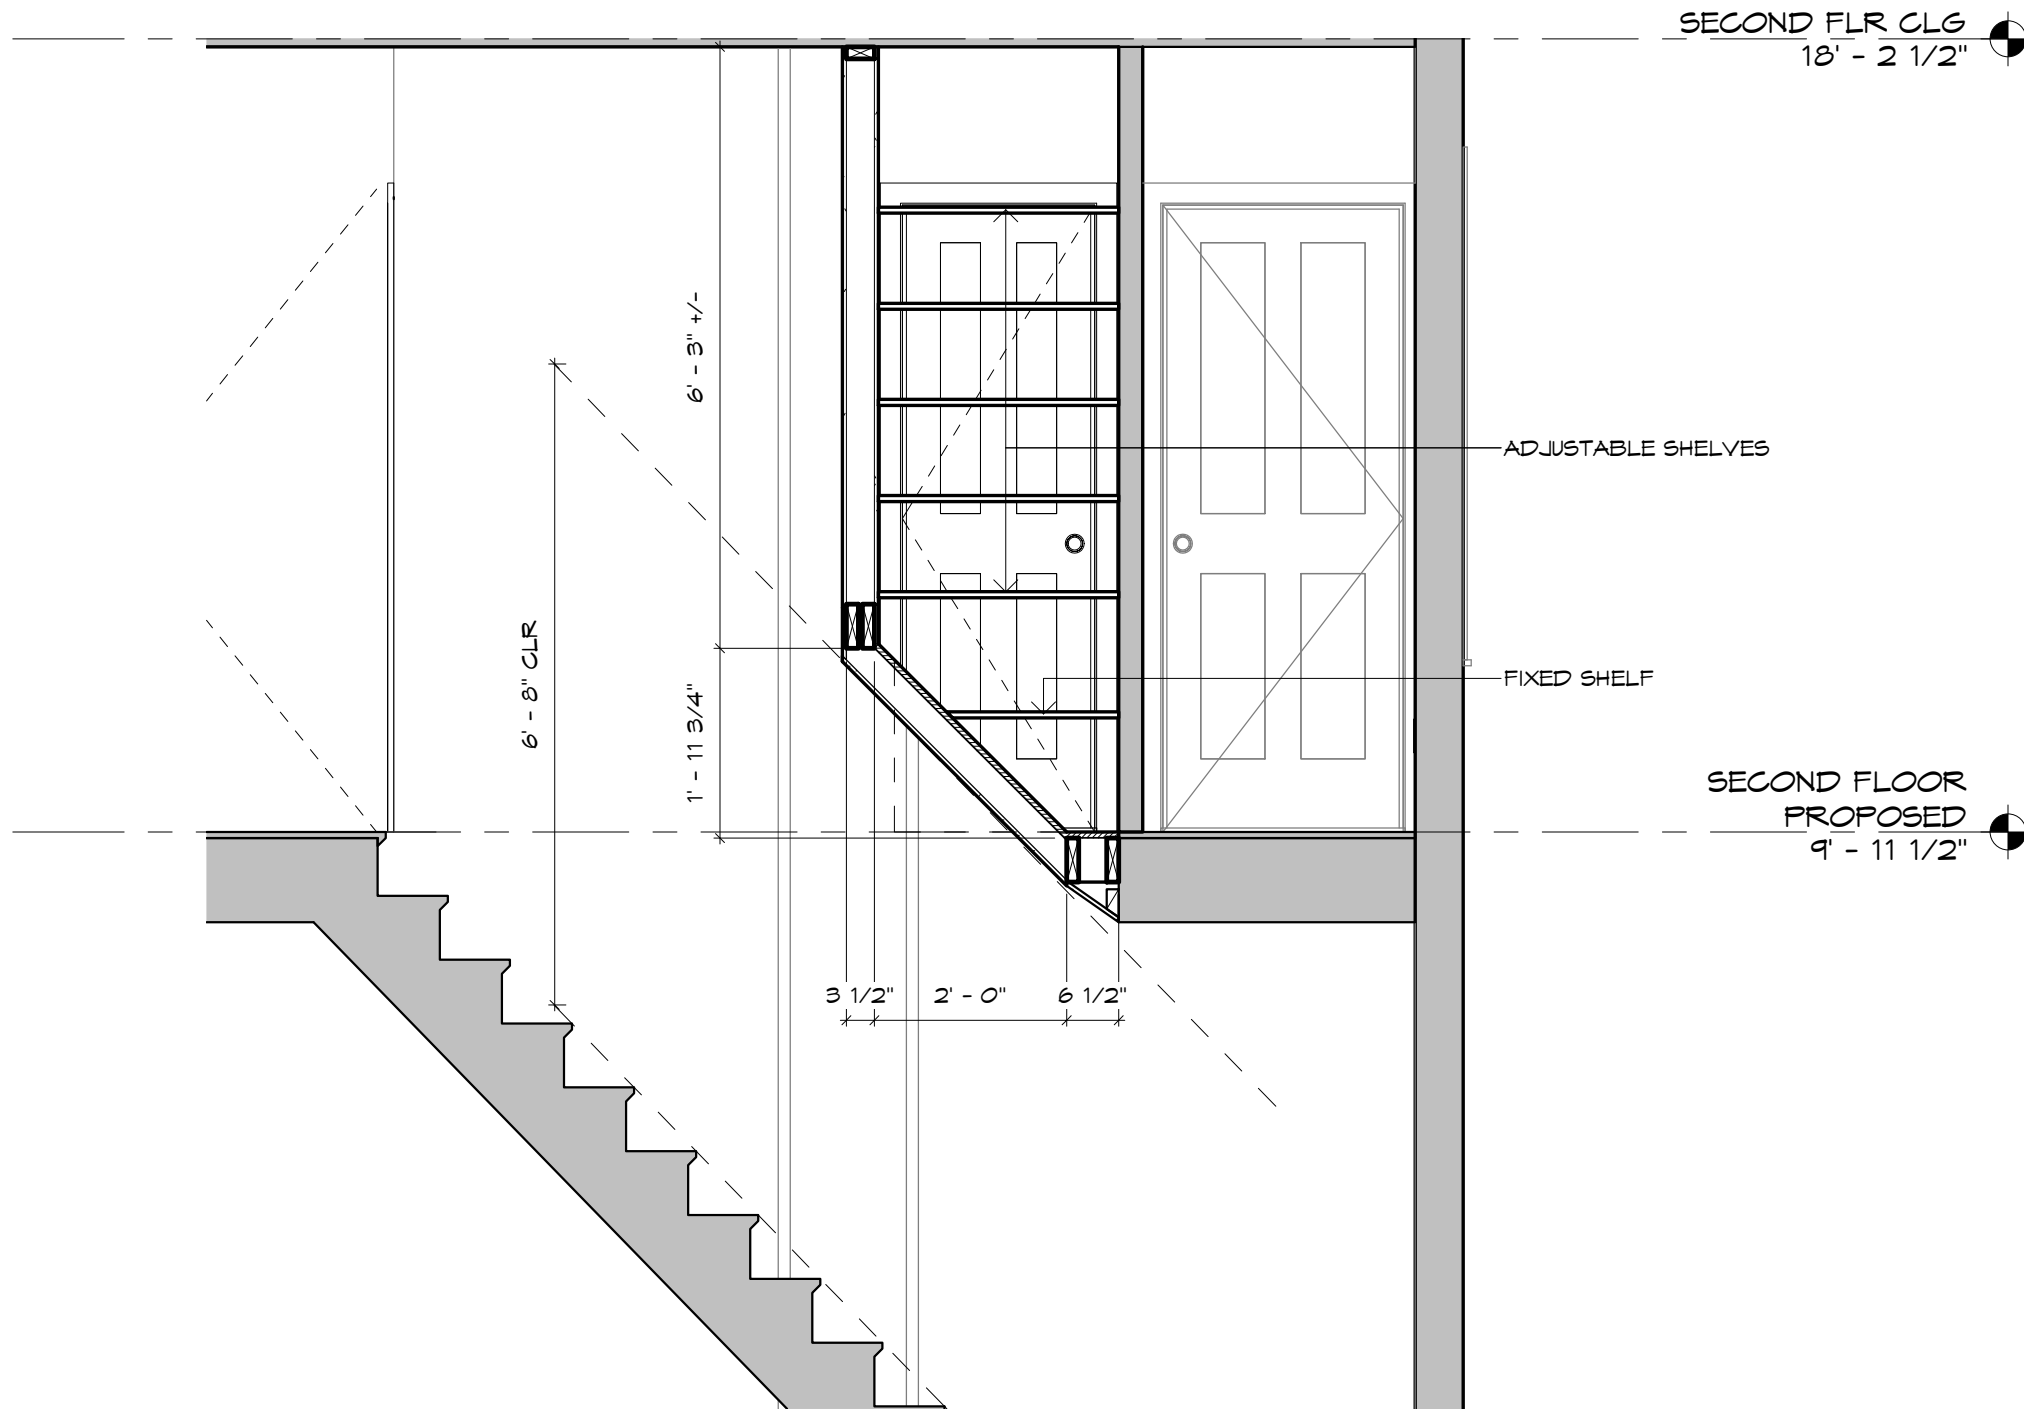 SECOND FLR CLG
18' - 2 1/2"
6' - 3" +/-
ADJUSTABLE SHELVES
6' - 8" CLR
1' - 11 3/4"
FIXED SHELF
SECOND FLOOR
PROPOSED
9' - 11 1/2"
3 1/2"
2' - 0"
6 1/2"